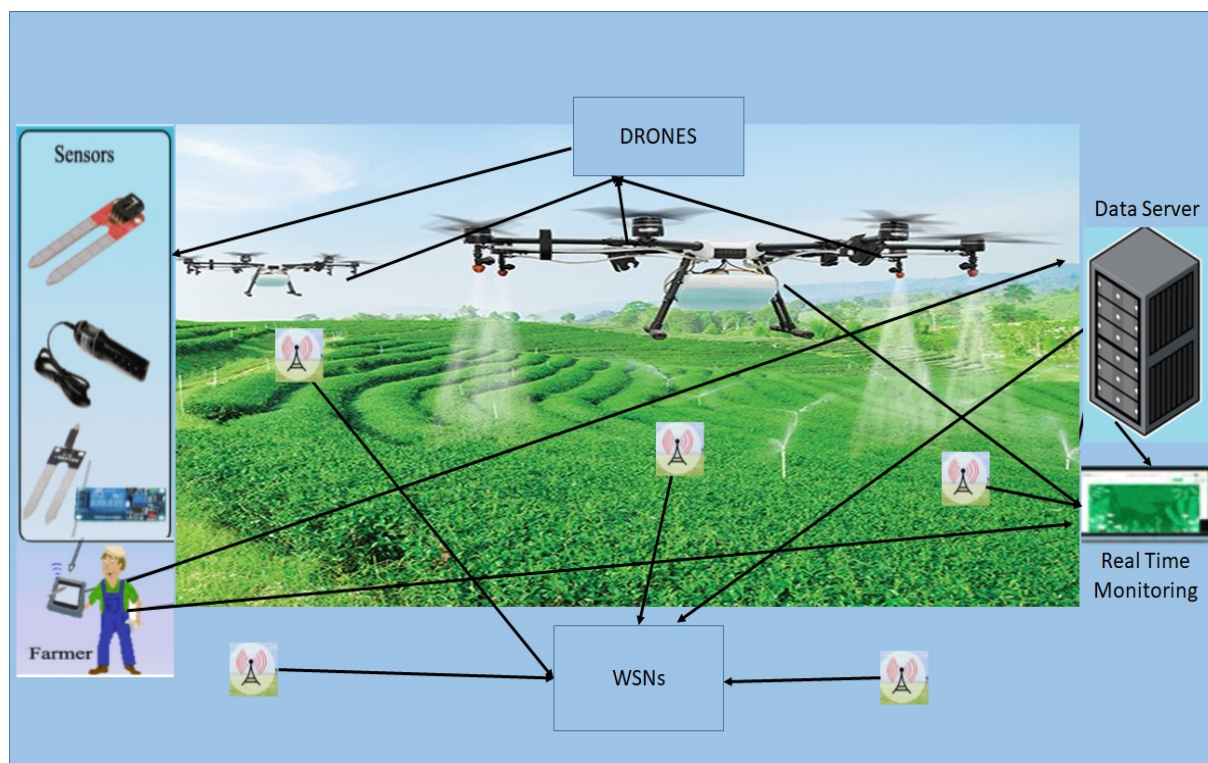 DRONES
Sensors
Data Server
Real Time
Monitoring
Farmer
WSNs